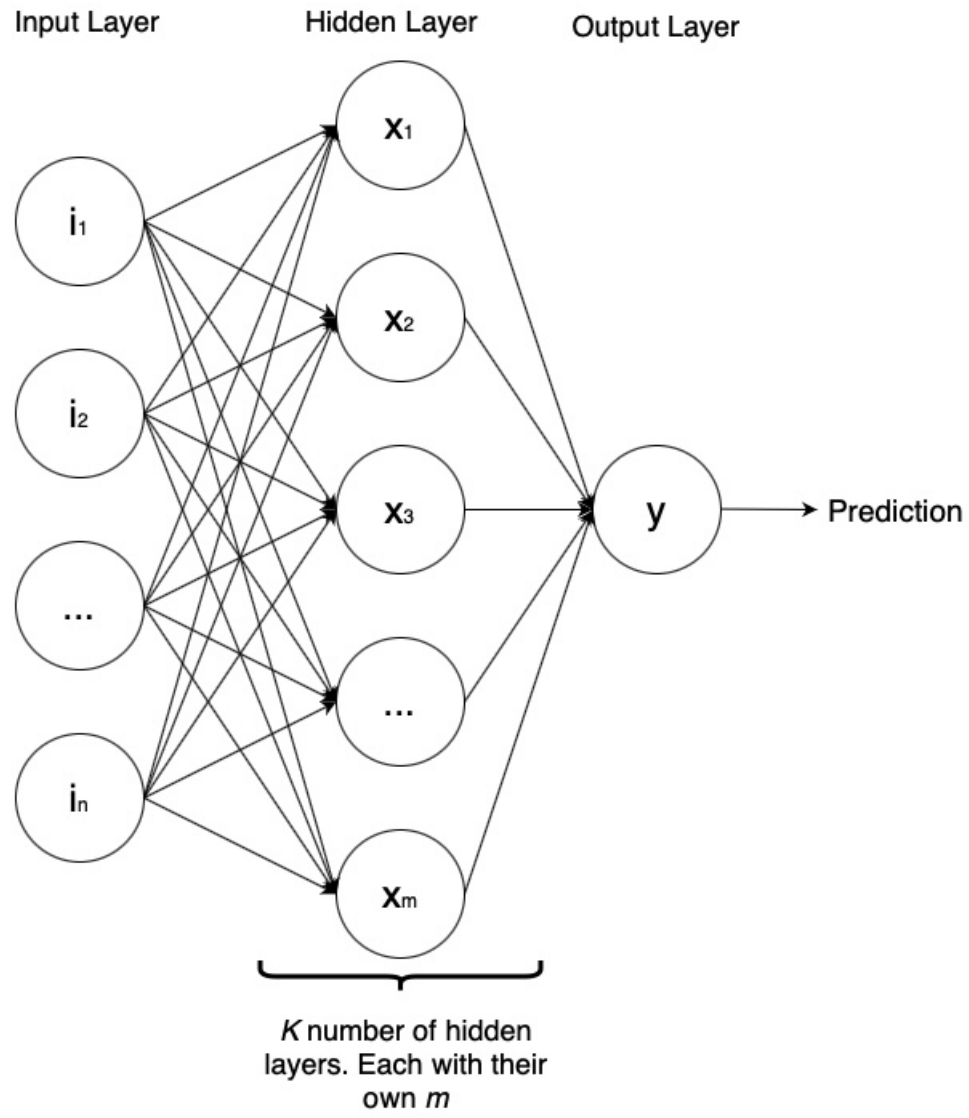 Input Layer
Hidden Layer
Output Layer
x1
i1
x2
i2
x3
y
Prediction
...
...
in
xm
K number of hidden
layers. Each with their
own m